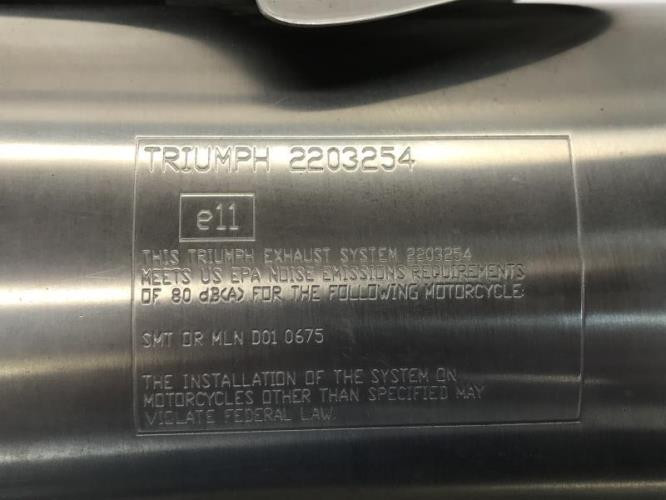 TRIUMPH 2203254
e11
THIS TRIUMPH EXHAUST SYSTEM 2203254
MEETS US EPA NOISE EMISSIONS REQUIREMENTS
OF 80 dB(A) FOR THE FOLLOWING MOTORCYCLE:
SMT OR MLN D01 0675
THE INSTALLATION OF THE SYSTEM ON
MOTORCYCLES OTHER THAN SPECIFIED MAY
VIOLATE FEDERAL LAW.